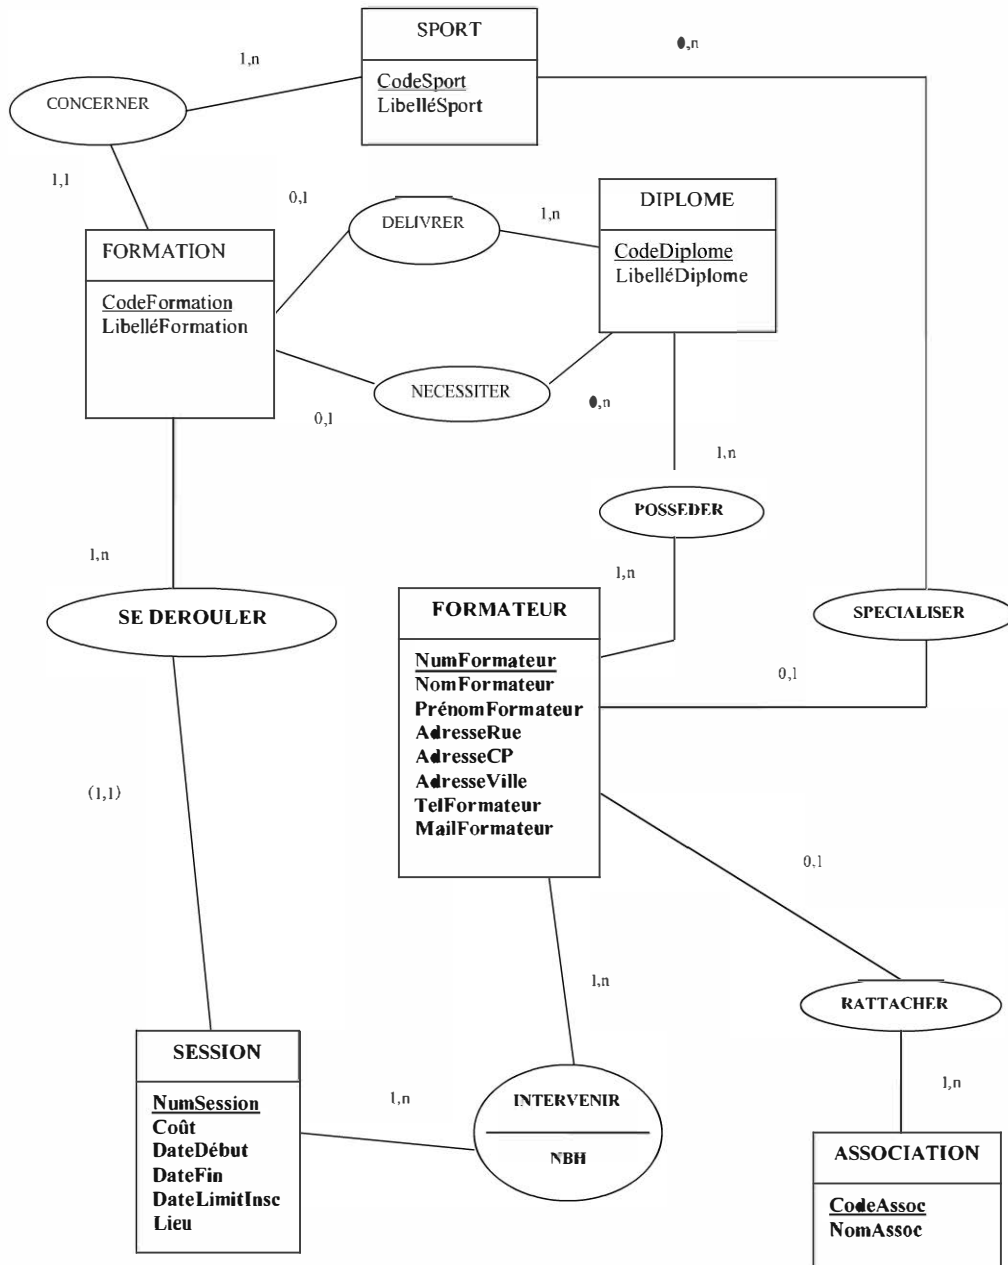 SPORT
●,n
1,n
CodeSport
LibelléSport
CONCERNER
1,1
0,1
DELIVRER
1,n
DIPLOME
CodeDiplome
LibelléDiplome
FORMATION
CodeFormation
LibelléFormation
NECESSITER
0,1
●,n
1,n
POSSEDER
1,n
1,n
SE DEROULER
FORMATEUR
NumFormateur
NomFormateur
PrénomFormateur
AdresseRue
AdresseCP
AdresseVille
TelFormateur
MailFormateur
SPECIALISER
0,1
(1,1)
0,1
1,n
RATTACHER
1,n
SESSION
NumSession
Coût
DateDébut
DateFin
DateLimitInsc
Lieu
1,n
INTERVENIR
NBH
ASSOCIATION
CodeAssoc
NomAssoc